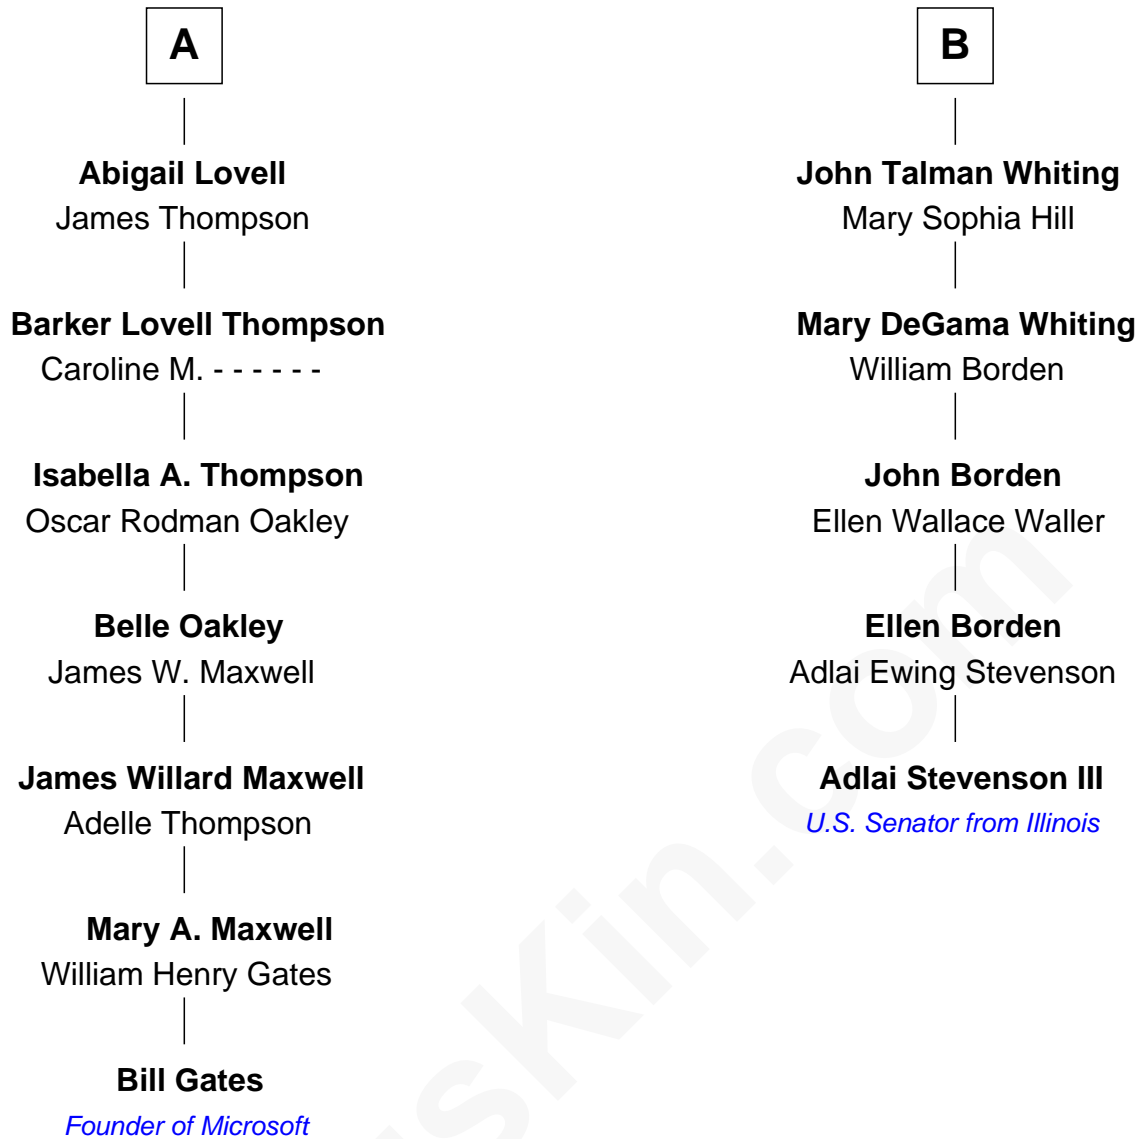 A
Abigail Lovell
James Thompson
Barker Lovell Thompson
Caroline M. - - - - - -
Isabella A. Thompson
Oscar Rodman Oakley
Belle Oakley
James W. Maxwell
James Willard Maxwell
Adelle Thompson
Mary A. Maxwell
William Henry Gates
Bill Gates
Founder of Microsoft
B
John Talman Whiting
Mary Sophia Hill
Mary DeGama Whiting
William Borden
John Borden
Ellen Wallace Waller
Ellen Borden
Adlai Ewing Stevenson
Adlai Stevenson III
U.S. Senator from Illinois
usKin.com